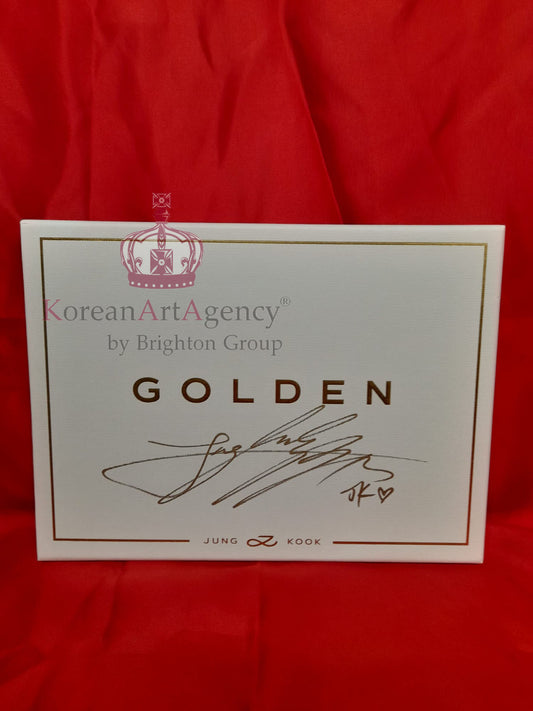 KoreanArtAgency®
by Brighton Group
GOLDEN
JK♡
JUNG KOOK